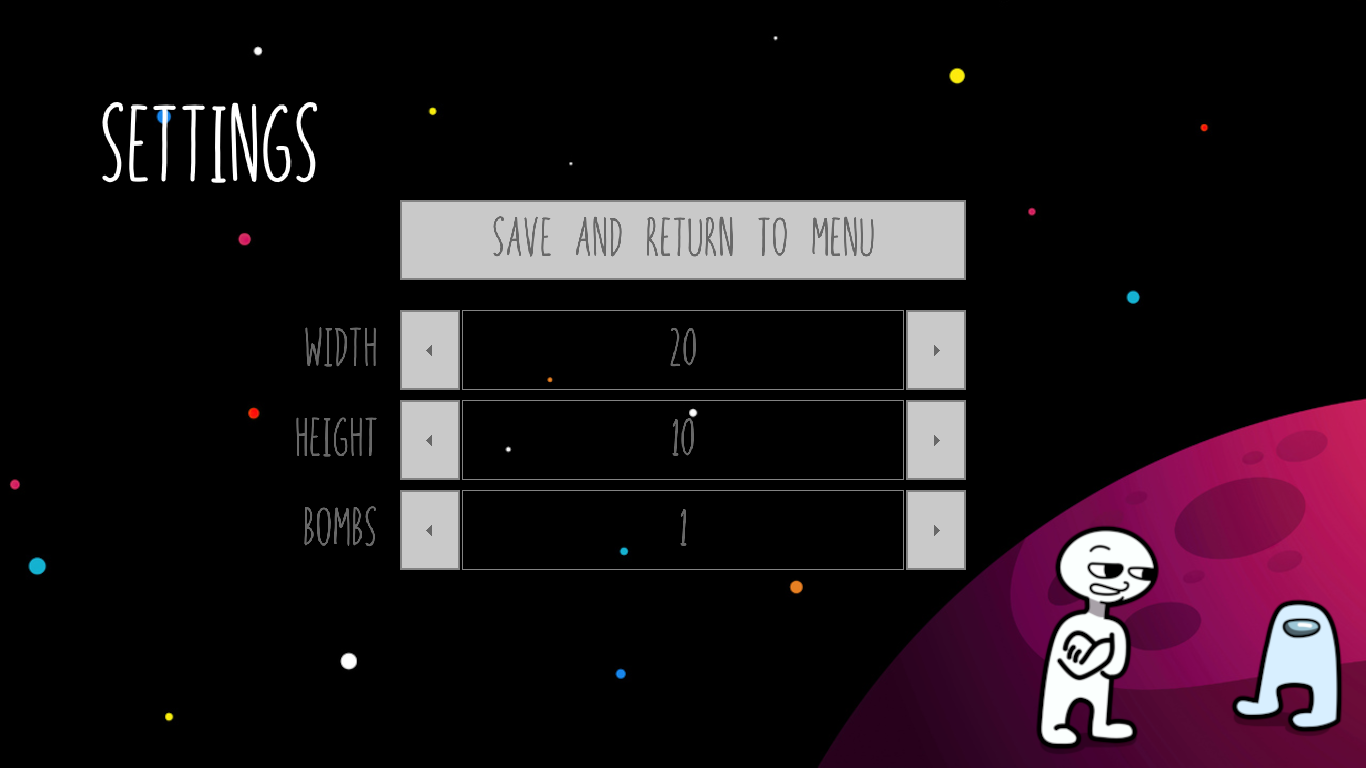 SETTINGS
SAVE AND RETURN TO MENU
WIDTH 20
HEIGHT 10
BOMBS 1